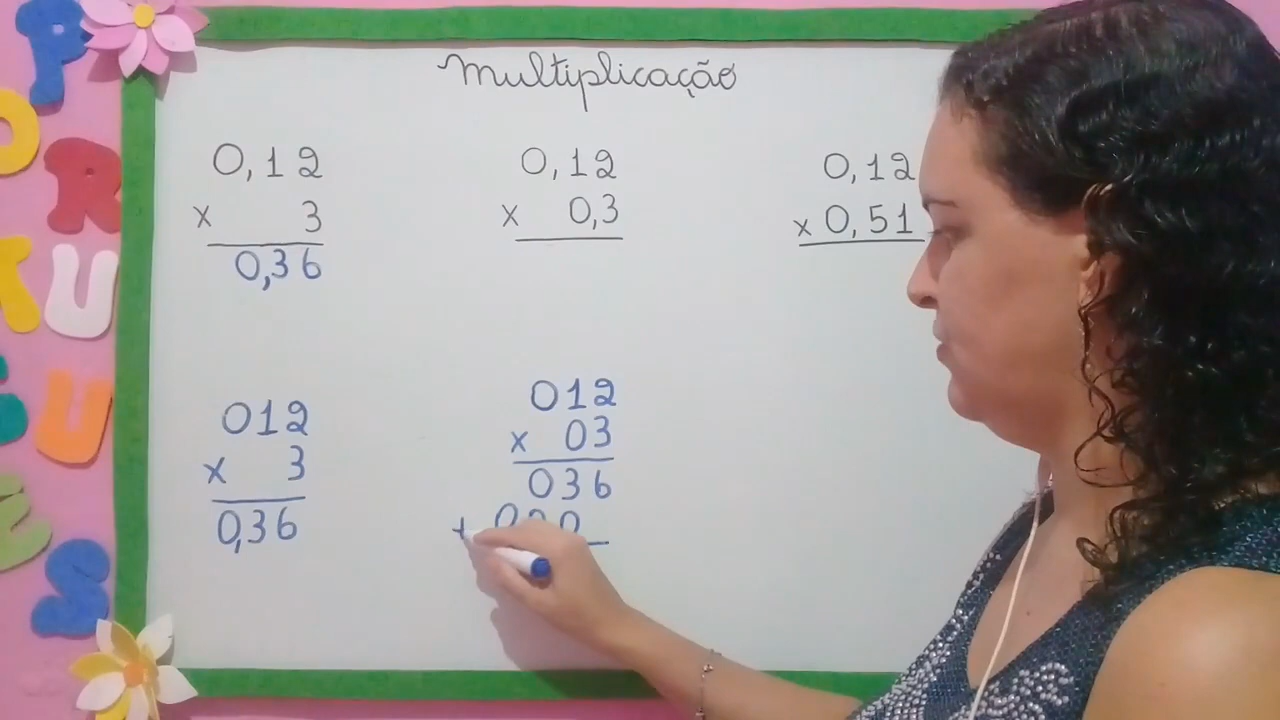 Multiplicação
0,12
x 3
0,36
0,12
x 0,3
0,12
x 0,51
012
x 3
0,36
012
x 03
036
+
P
O
R
T
U
U
S